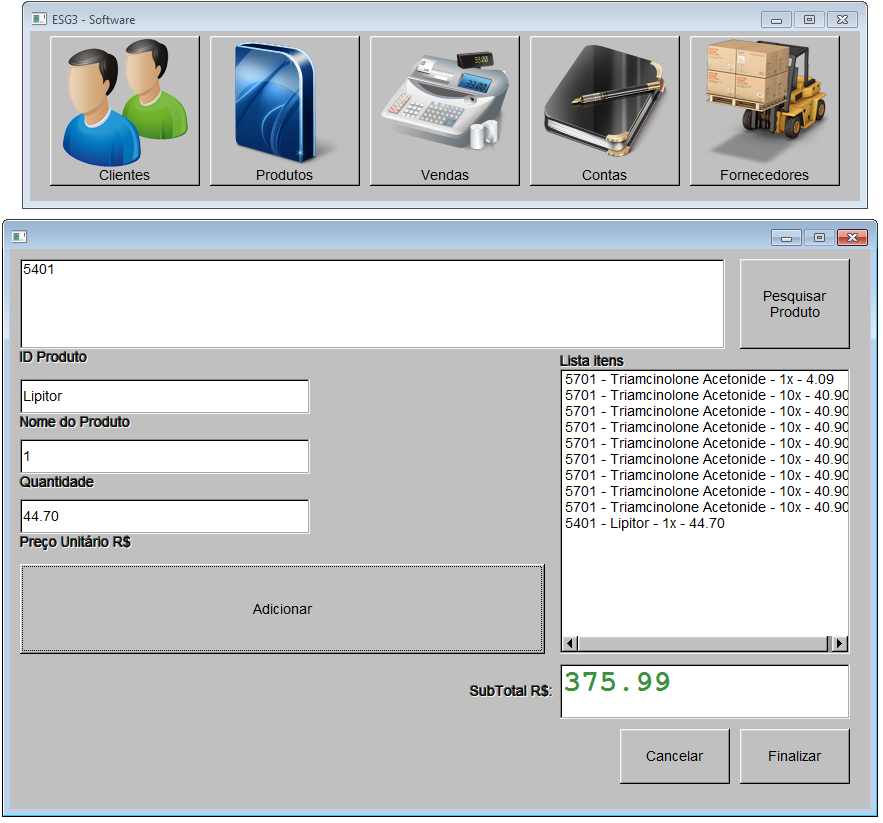 ESG3 - Software
Clientes
Produtos
33.00
33.00
Vendas
Contas
Fornecedores
5401
Pesquisar
Produto
ID Produto
Lipitor
Nome do Produto
1
Quantidade
44.70
Preço Unitário R$
Adicionar
Lista itens
5701 - Triamcinolone Acetonide - 1x - 4.09
5701 - Triamcinolone Acetonide - 10x - 40.90
5701 - Triamcinolone Acetonide - 10x - 40.90
5701 - Triamcinolone Acetonide - 10x - 40.90
5701 - Triamcinolone Acetonide - 10x - 40.90
5701 - Triamcinolone Acetonide - 10x - 40.90
5701 - Triamcinolone Acetonide - 10x - 40.90
5701 - Triamcinolone Acetonide - 10x - 40.90
5701 - Triamcinolone Acetonide - 10x - 40.90
5401 - Lipitor - 1x - 44.70
SubTotal R$:
375.99
Cancelar
Finalizar